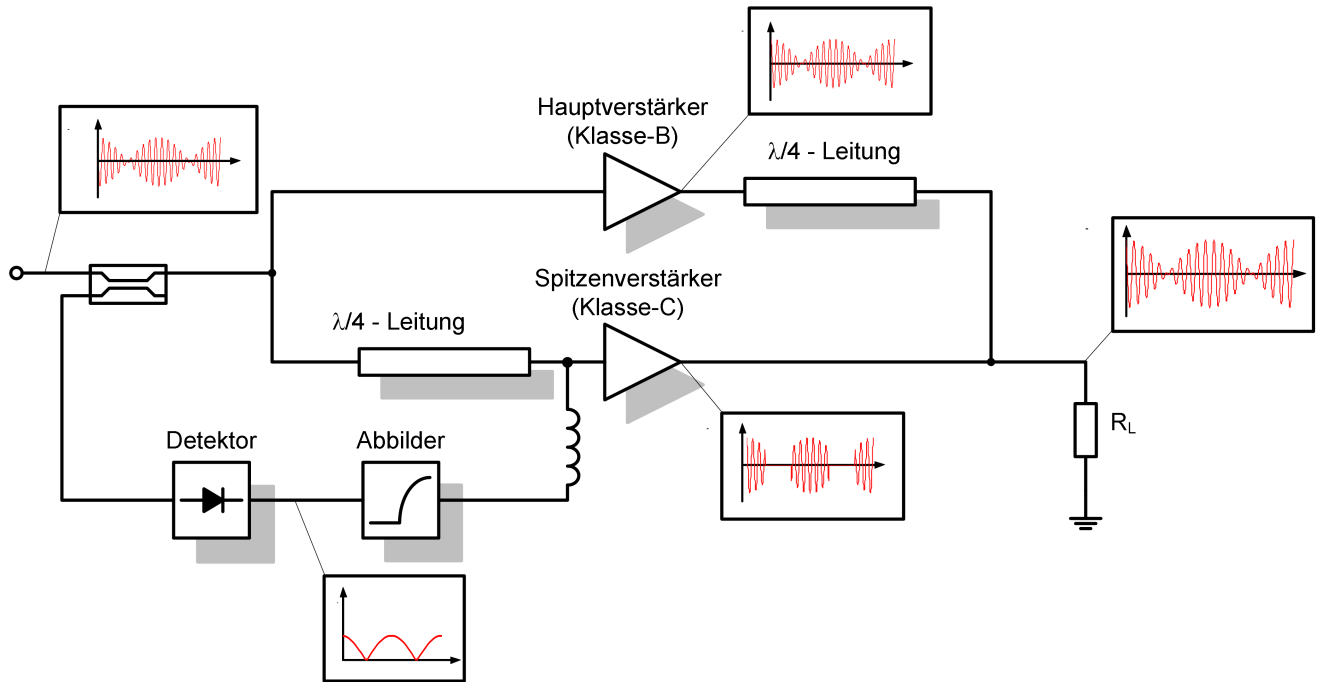 Hauptverstärker
(Klasse-B)
λ/4 - Leitung
Spitzenverstärker
(Klasse-C)
λ/4 - Leitung
Detektor
Abbilder
RL